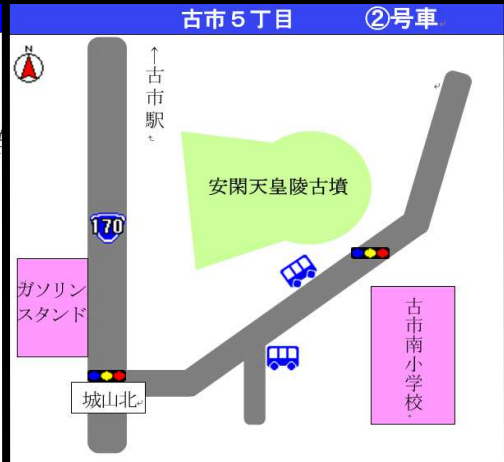 古市５丁目　②号車
N
↑古市駅
安閑天皇陵古墳
170
ガソリン
スタンド
古市南小学校
城山北